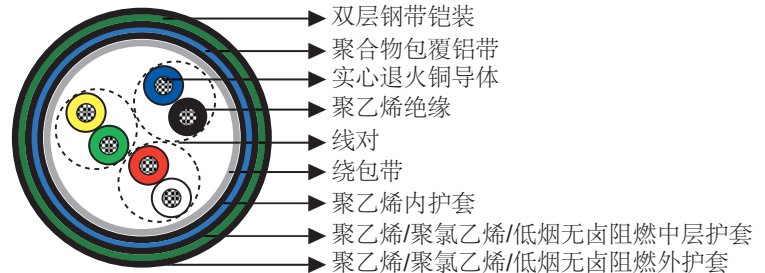 双层钢带铠装
聚合物包覆铝带
实心退火铜导体
聚乙烯绝缘
线对
绕包带
聚乙烯内护套
聚乙烯/聚氯乙烯/低烟无卤阻燃中层护套
聚乙烯/聚氯乙烯/低烟无卤阻燃外护套